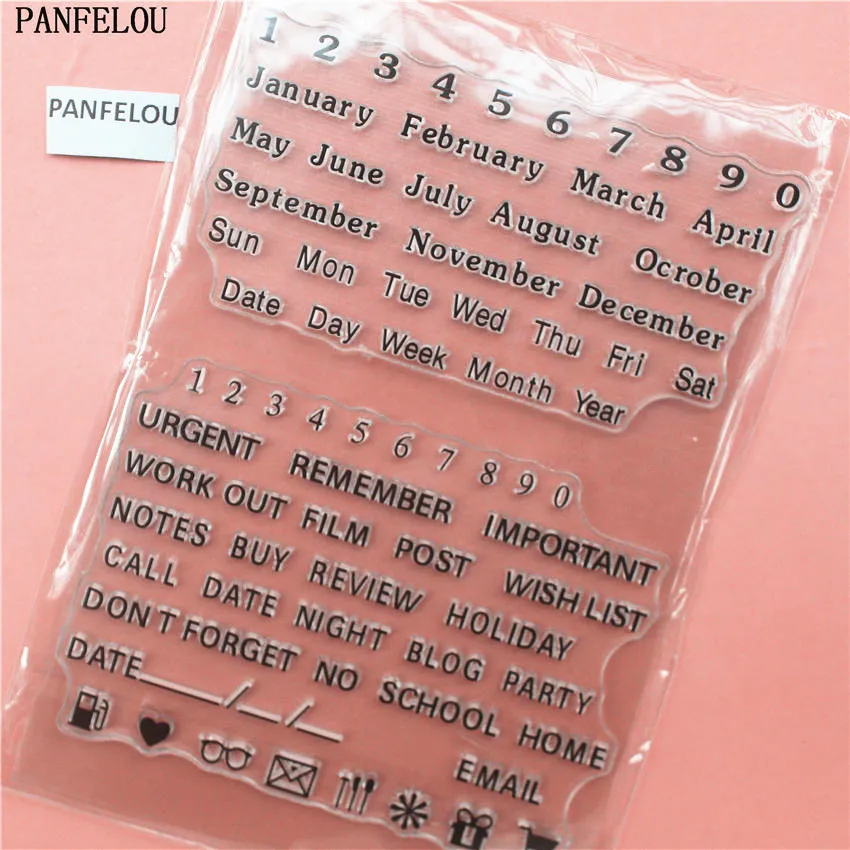 PANFELOU
PANFELOU
1 2 3 4 5 6 7 8 9 0
January February March April
May June July August Ocrober
September November December
Sun Mon Tue Wed Thu Fri Sat
Date Day Week Month Year
1 2 3 4 5 6 7 8 9 0
URGENT REMEMBER IMPORTANT
WORK OUT FILM POST WISH LIST
NOTES BUY REVIEW HOLIDAY
CALL DATE NIGHT BLOG PARTY
DON'T FORGET NO SCHOOL HOME
DATE____/__/__ EMAIL